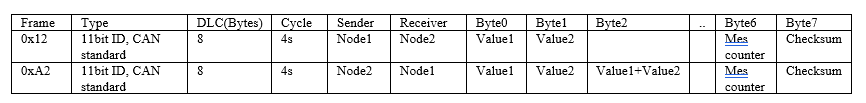 Frame Type DLC(Bytes) Cycle Sender Receiver Byte0 Byte1 Byte2 .. Byte6 Byte7
0x12 11bit ID, CAN standard 8 4s Node1 Node2 Value1 Value2 Mes counter Checksum
0xA2 11bit ID, CAN standard 8 4s Node2 Node1 Value1 Value2 Value1+Value2 Mes counter Checksum